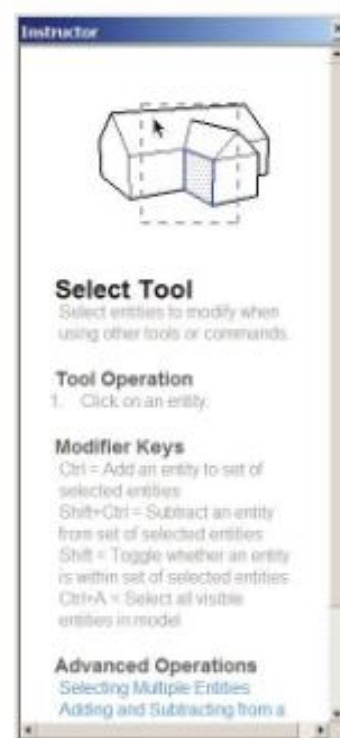 Instructor
Select Tool
Select entities to modify when
using other tools or commands.
Tool Operation
1. Click on an entity.
Modifier Keys
Ctrl = Add an entity to set of
selected entities
Shift+Ctrl = Subtract an entity
from set of selected entities
Shift = Toggle whether an entity
is within set of selected entities
Ctrl+A = Select all visible
entities in model
Advanced Operations
Selecting Multiple Entities
Adding and Subtracting from a